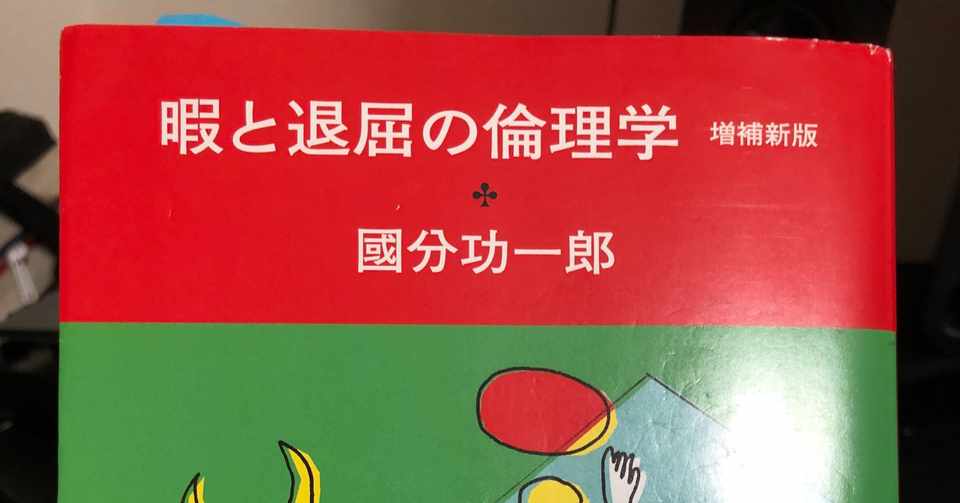 暇と退屈の倫理学 増補新版
國分功一郎